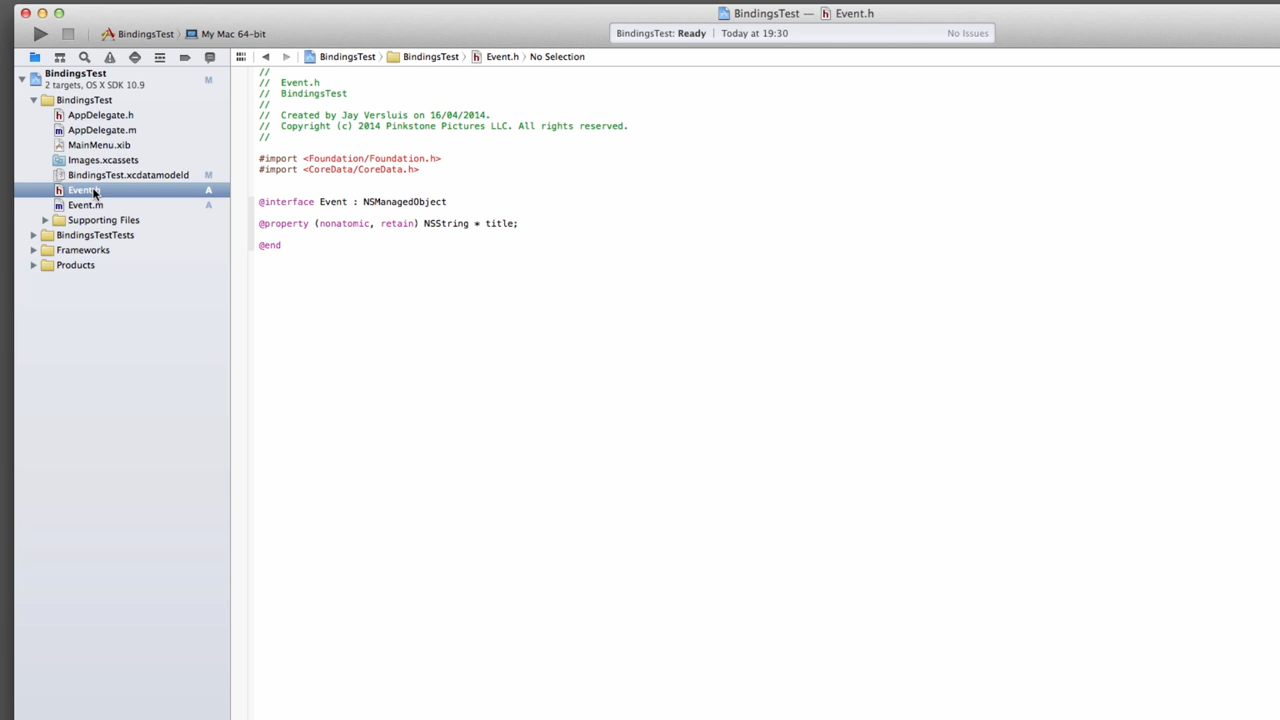 BindingsTest — Event.h
BindingsTest › My Mac 64-bit
BindingsTest: Ready | Today at 19:30 No Issues
BindingsTest › BindingsTest › Event.h › No Selection
BindingsTest M
2 targets, OS X SDK 10.9
BindingsTest
AppDelegate.h
AppDelegate.m
MainMenu.xib
Images.xcassets
BindingsTest.xcdatamodeld M
Event.h A
Event.m A
Supporting Files
BindingsTestTests
Frameworks
Products
//
// Event.h
// BindingsTest
//
// Created by Jay Versluis on 16/04/2014.
// Copyright (c) 2014 Pinkstone Pictures LLC. All rights reserved.
//
#import <Foundation/Foundation.h>
#import <CoreData/CoreData.h>
@interface Event : NSManagedObject
@property (nonatomic, retain) NSString * title;
@end